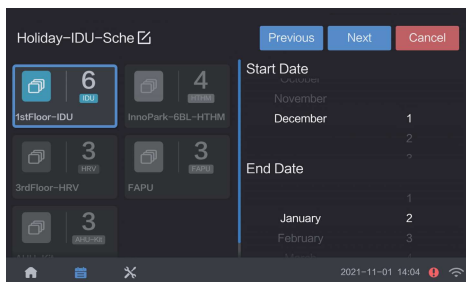 Holiday-IDU-Sche
Previous
Next
Cancel
6
IDU
1stFloor-IDU
4
HTHM
InnoPark-6BL-HTHM
3
HRV
3rdFloor-HRV
3
FAPU
FAPU
3
AHU-Kit
Start Date
October
November
December 1
2
End Date
1
January 2
February 3
2021-11-01 14:04